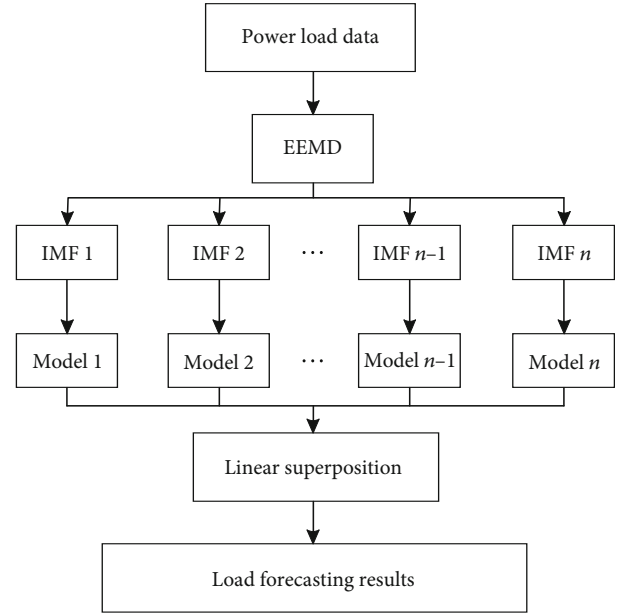 Power load data
EEMD
IMF 1 IMF 2 ... IMF n–1 IMF n
Model 1 Model 2 ... Model n–1 Model n
Linear superposition
Load forecasting results